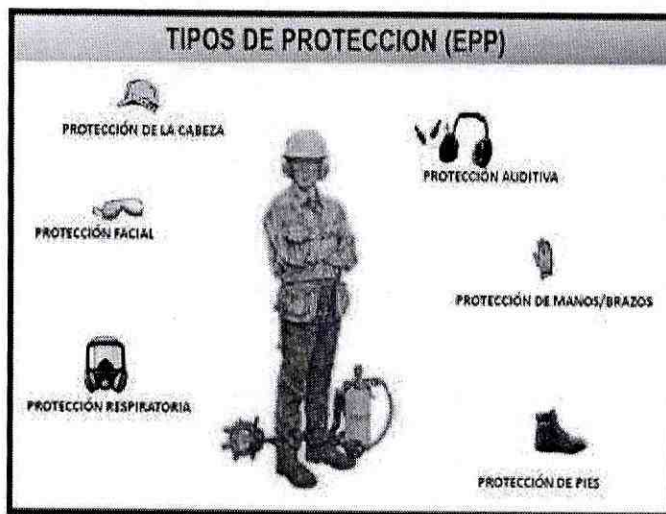 TIPOS DE PROTECCION (EPP)
PROTECCIÓN DE LA CABEZA
PROTECCIÓN AUDITIVA
PROTECCIÓN FACIAL
PROTECCIÓN DE MANOS/BRAZOS
PROTECCIÓN RESPIRATORIA
PROTECCIÓN DE PIES